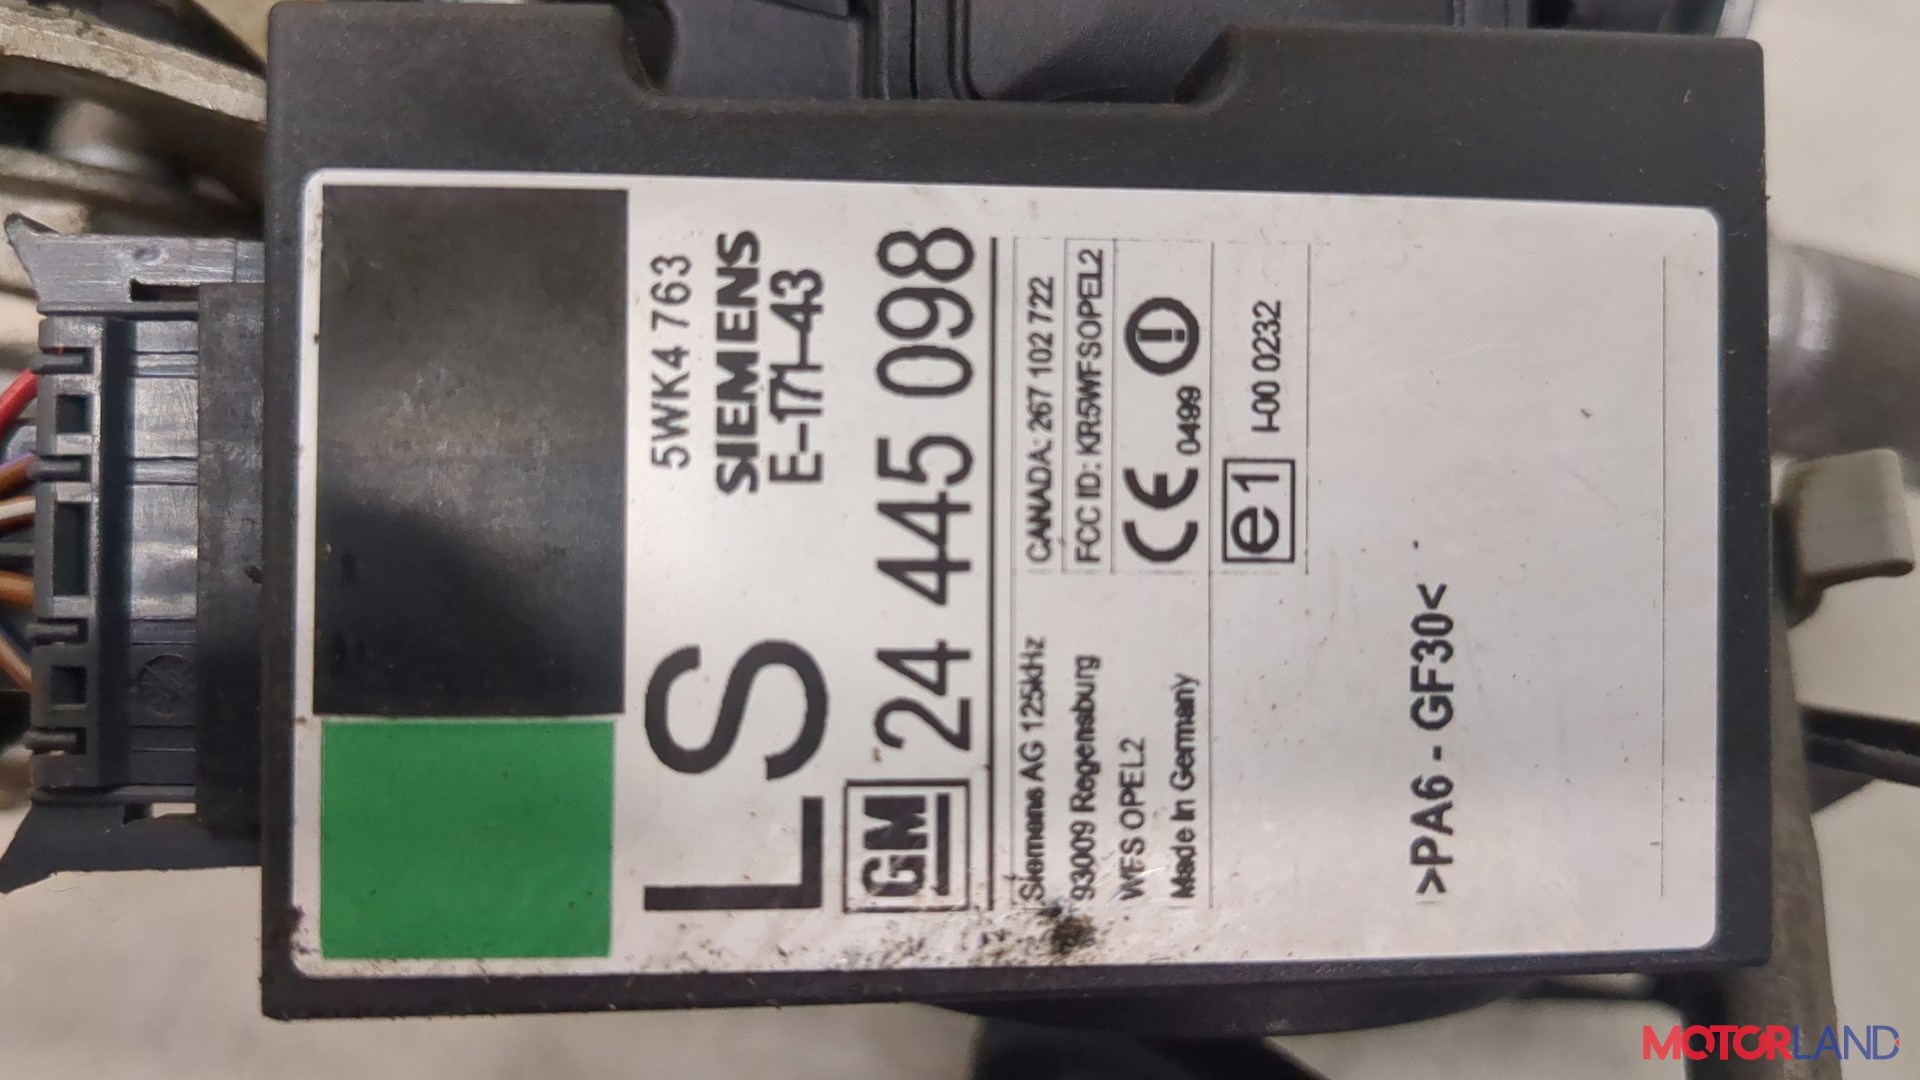 5WK4 763
SIEMENS
LS E-171-43
GM 24 445 098
Siemens AG 125kHz CANADA: 267 102 722
93009 Regensburg FCC ID: KR5WFSOPEL2
WFS OPEL2 CE 0499
Made in Germany
e1 I-00 0232
>PA6 - GF30<
MOTORLAND